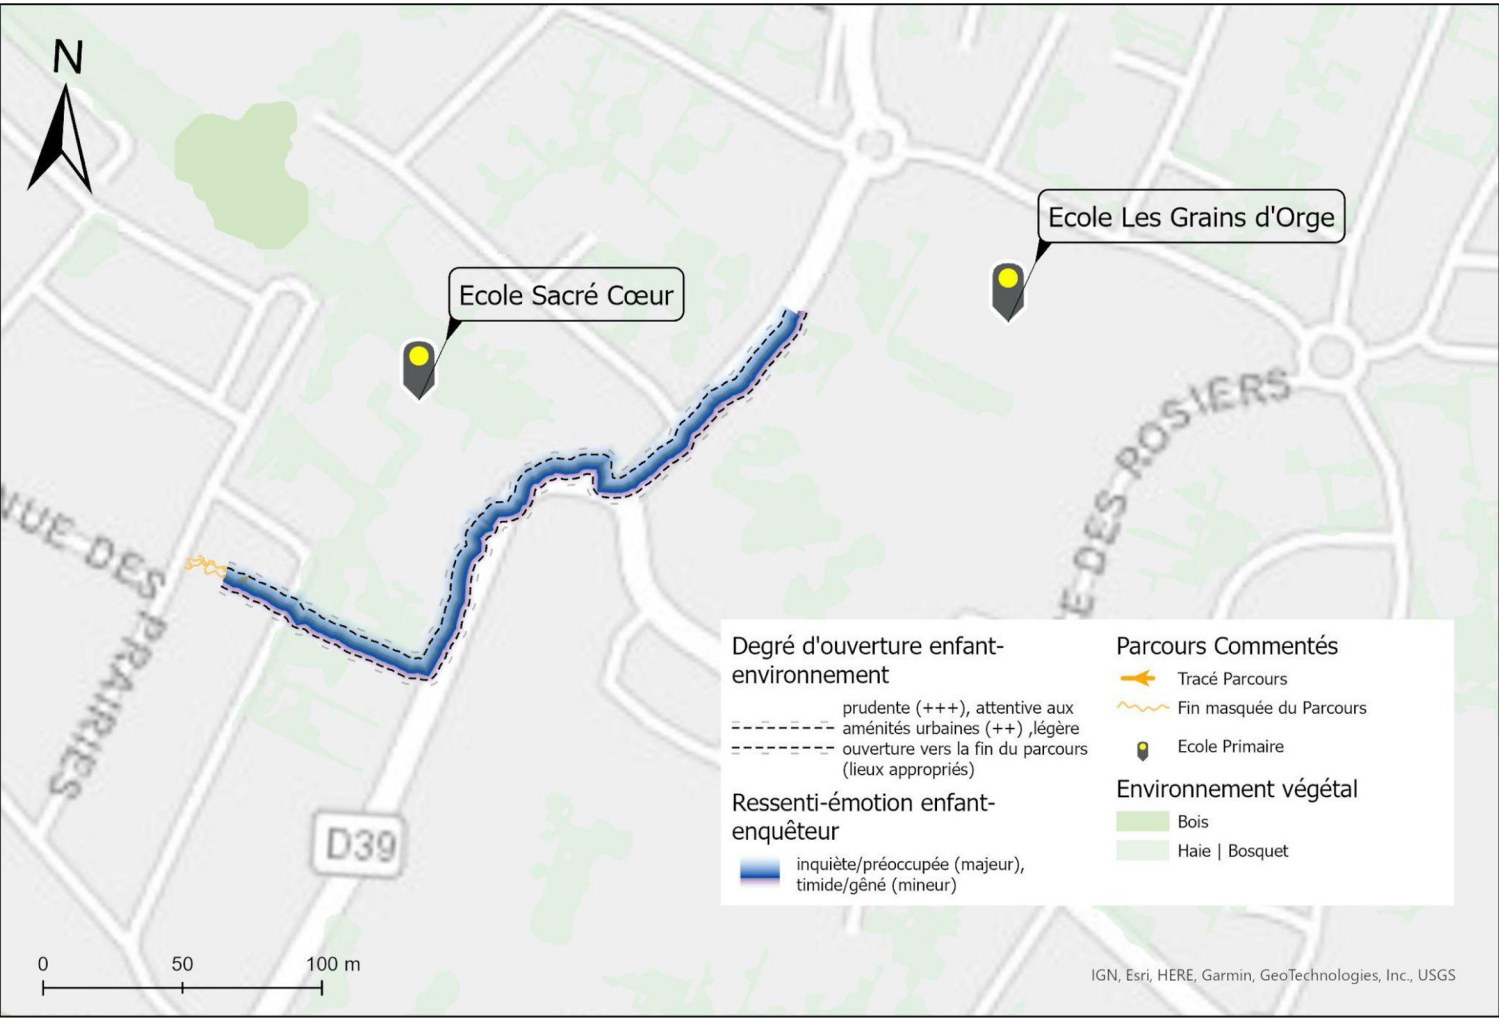 N
Ecole Les Grains d'Orge
Ecole Sacré Cœur
DES ROSIERS
NUE DES PRAIRIES
D39
Degré d'ouverture enfant-
environnement
prudente (+++), attentive aux
aménités urbaines (++) ,légère
ouverture vers la fin du parcours
(lieux appropriés)
Ressenti-émotion enfant-
enquêteur
inquiète/préoccupée (majeur),
timide/gêné (mineur)
Parcours Commentés
Tracé Parcours
Fin masquée du Parcours
Ecole Primaire
Environnement végétal
Bois
Haie | Bosquet
0 50 100 m
IGN, Esri, HERE, Garmin, GeoTechnologies, Inc., USGS